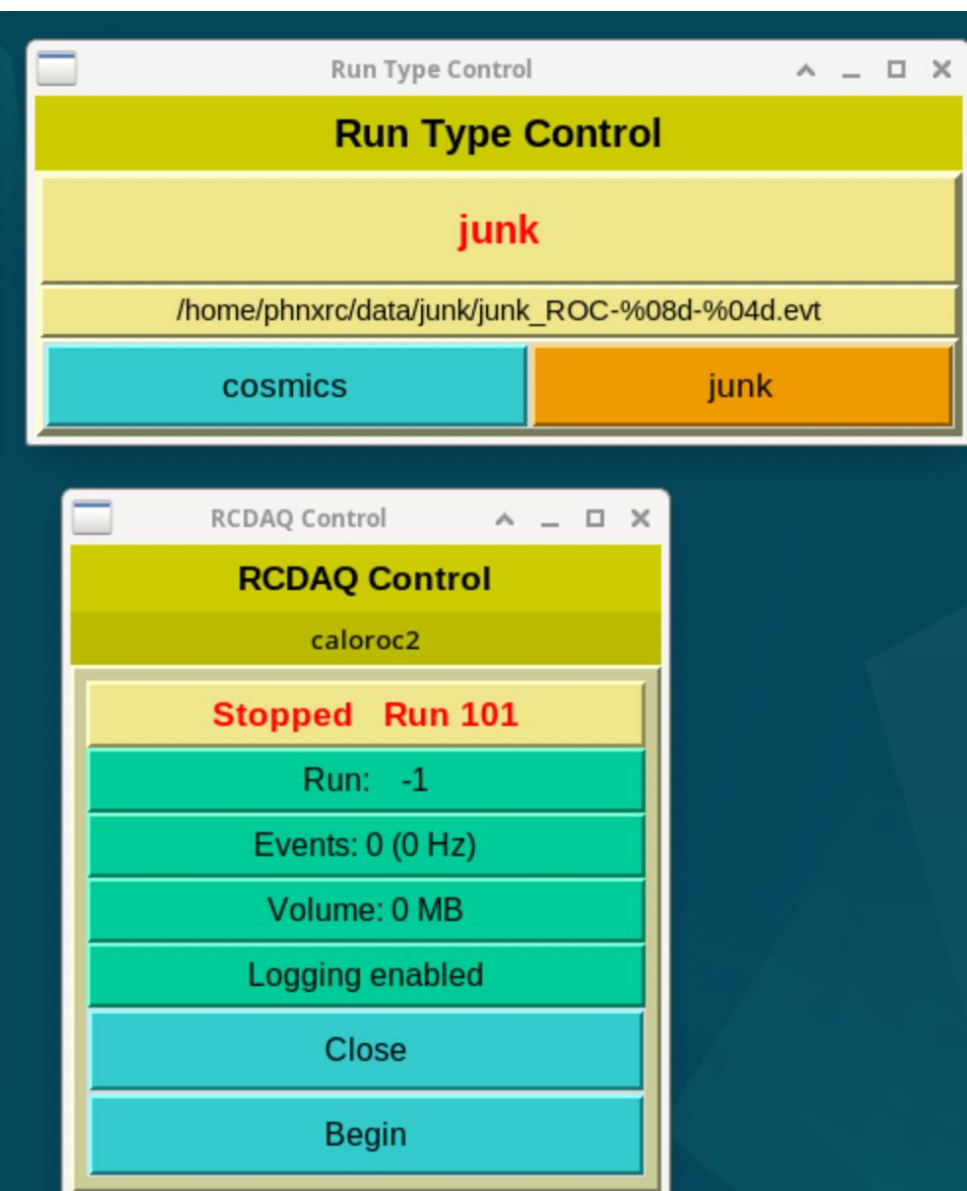 Run Type Control
Run Type Control
junk
/home/phnxrc/data/junk/junk_ROC-%08d-%04d.evt
cosmics junk
RCDAQ Control
RCDAQ Control
caloroc2
Stopped Run 101
Run: -1
Events: 0 (0 Hz)
Volume: 0 MB
Logging enabled
Close
Begin